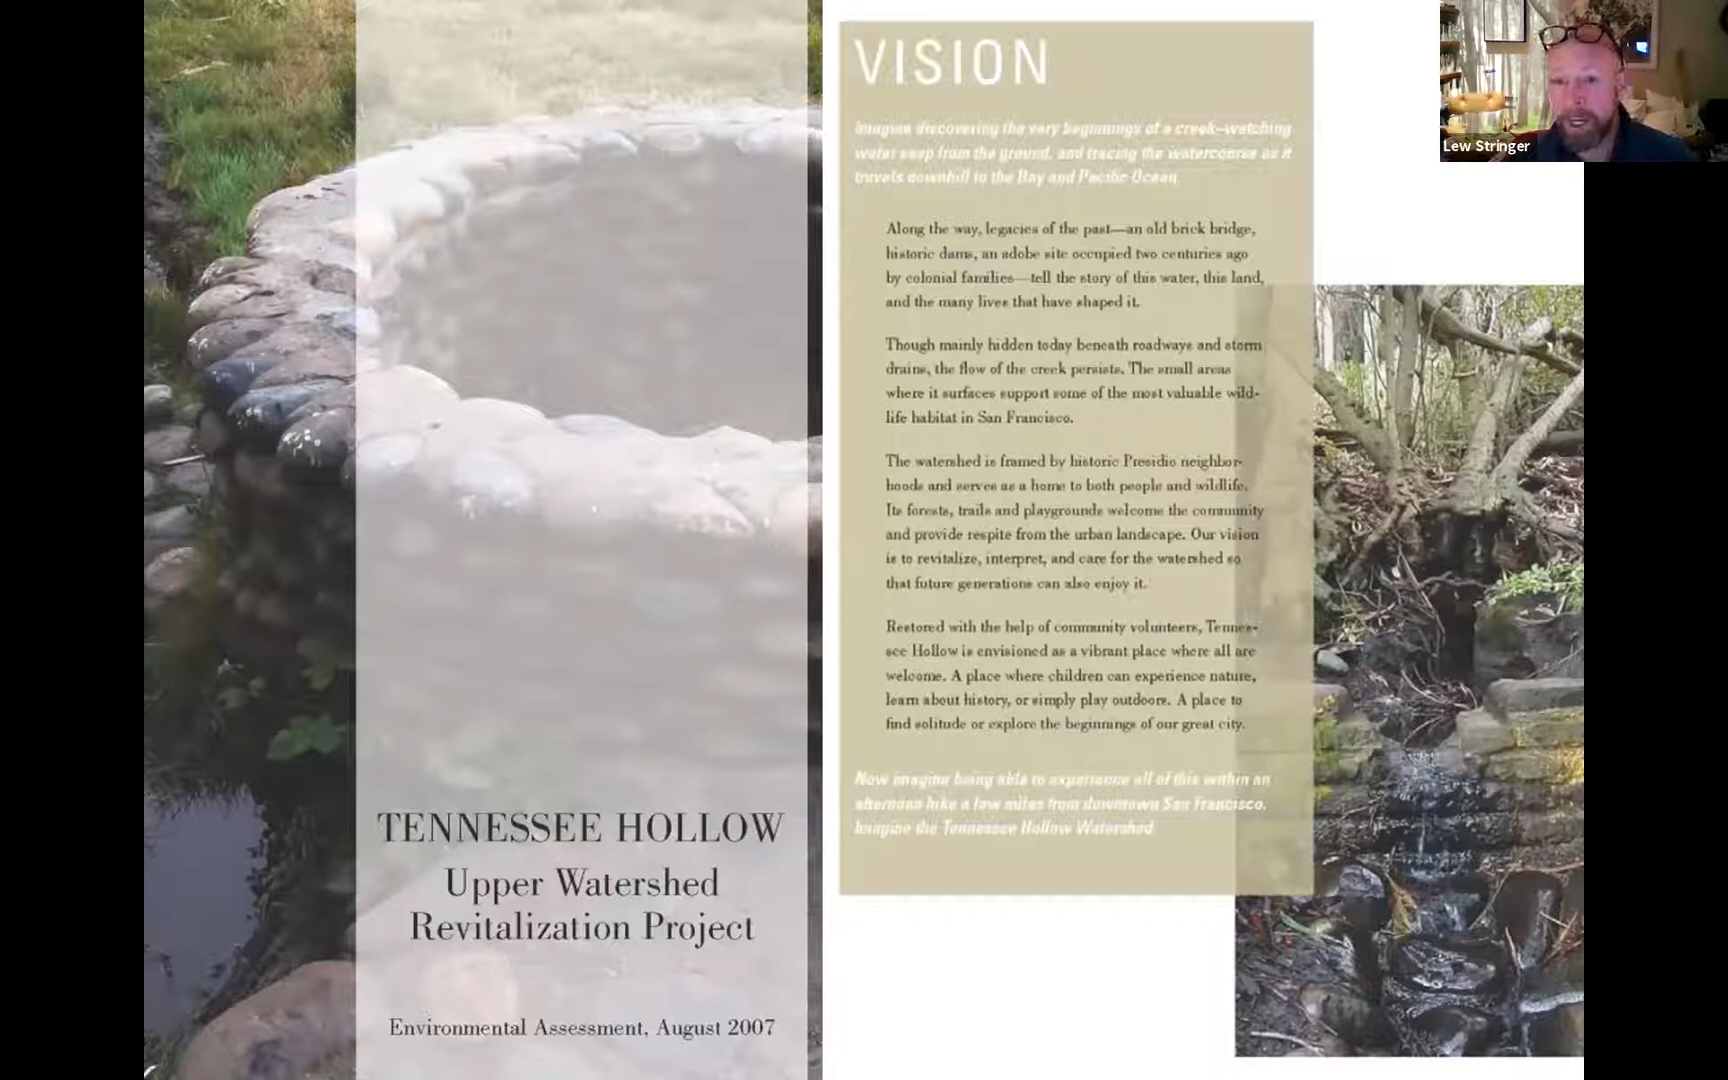 TENNESSEE HOLLOW
Upper Watershed
Revitalization Project
Environmental Assessment, August 2007
VISION
Imagine discovering the very beginnings of a creek–watching
water seep from the ground, and tracing the watercourse as it
travels downhill to the Bay and Pacific Ocean.
Along the way, legacies of the past—an old brick bridge,
historic dams, an adobe site occupied two centuries ago
by colonial families—tell the story of this water, this land,
and the many lives that have shaped it.
Though mainly hidden today beneath roadways and storm
drains, the flow of the creek persists. The small areas
where it surfaces support some of the most valuable wild-
life habitat in San Francisco.
The watershed is framed by historic Presidio neighbor-
hoods and serves as a home to both people and wildlife.
Its forests, trails and playgrounds welcome the community
and provide respite from the urban landscape. Our vision
is to revitalize, interpret, and care for the watershed so
that future generations can also enjoy it.
Restored with the help of community volunteers, Tennes-
see Hollow is envisioned as a vibrant place where all are
welcome. A place where children can experience nature,
learn about history, or simply play outdoors. A place to
find solitude or explore the beginnings of our great city.
Now imagine being able to experience all of this within an
afternoon hike a few miles from downtown San Francisco.
Imagine the Tennessee Hollow Watershed.
Lew Stringer